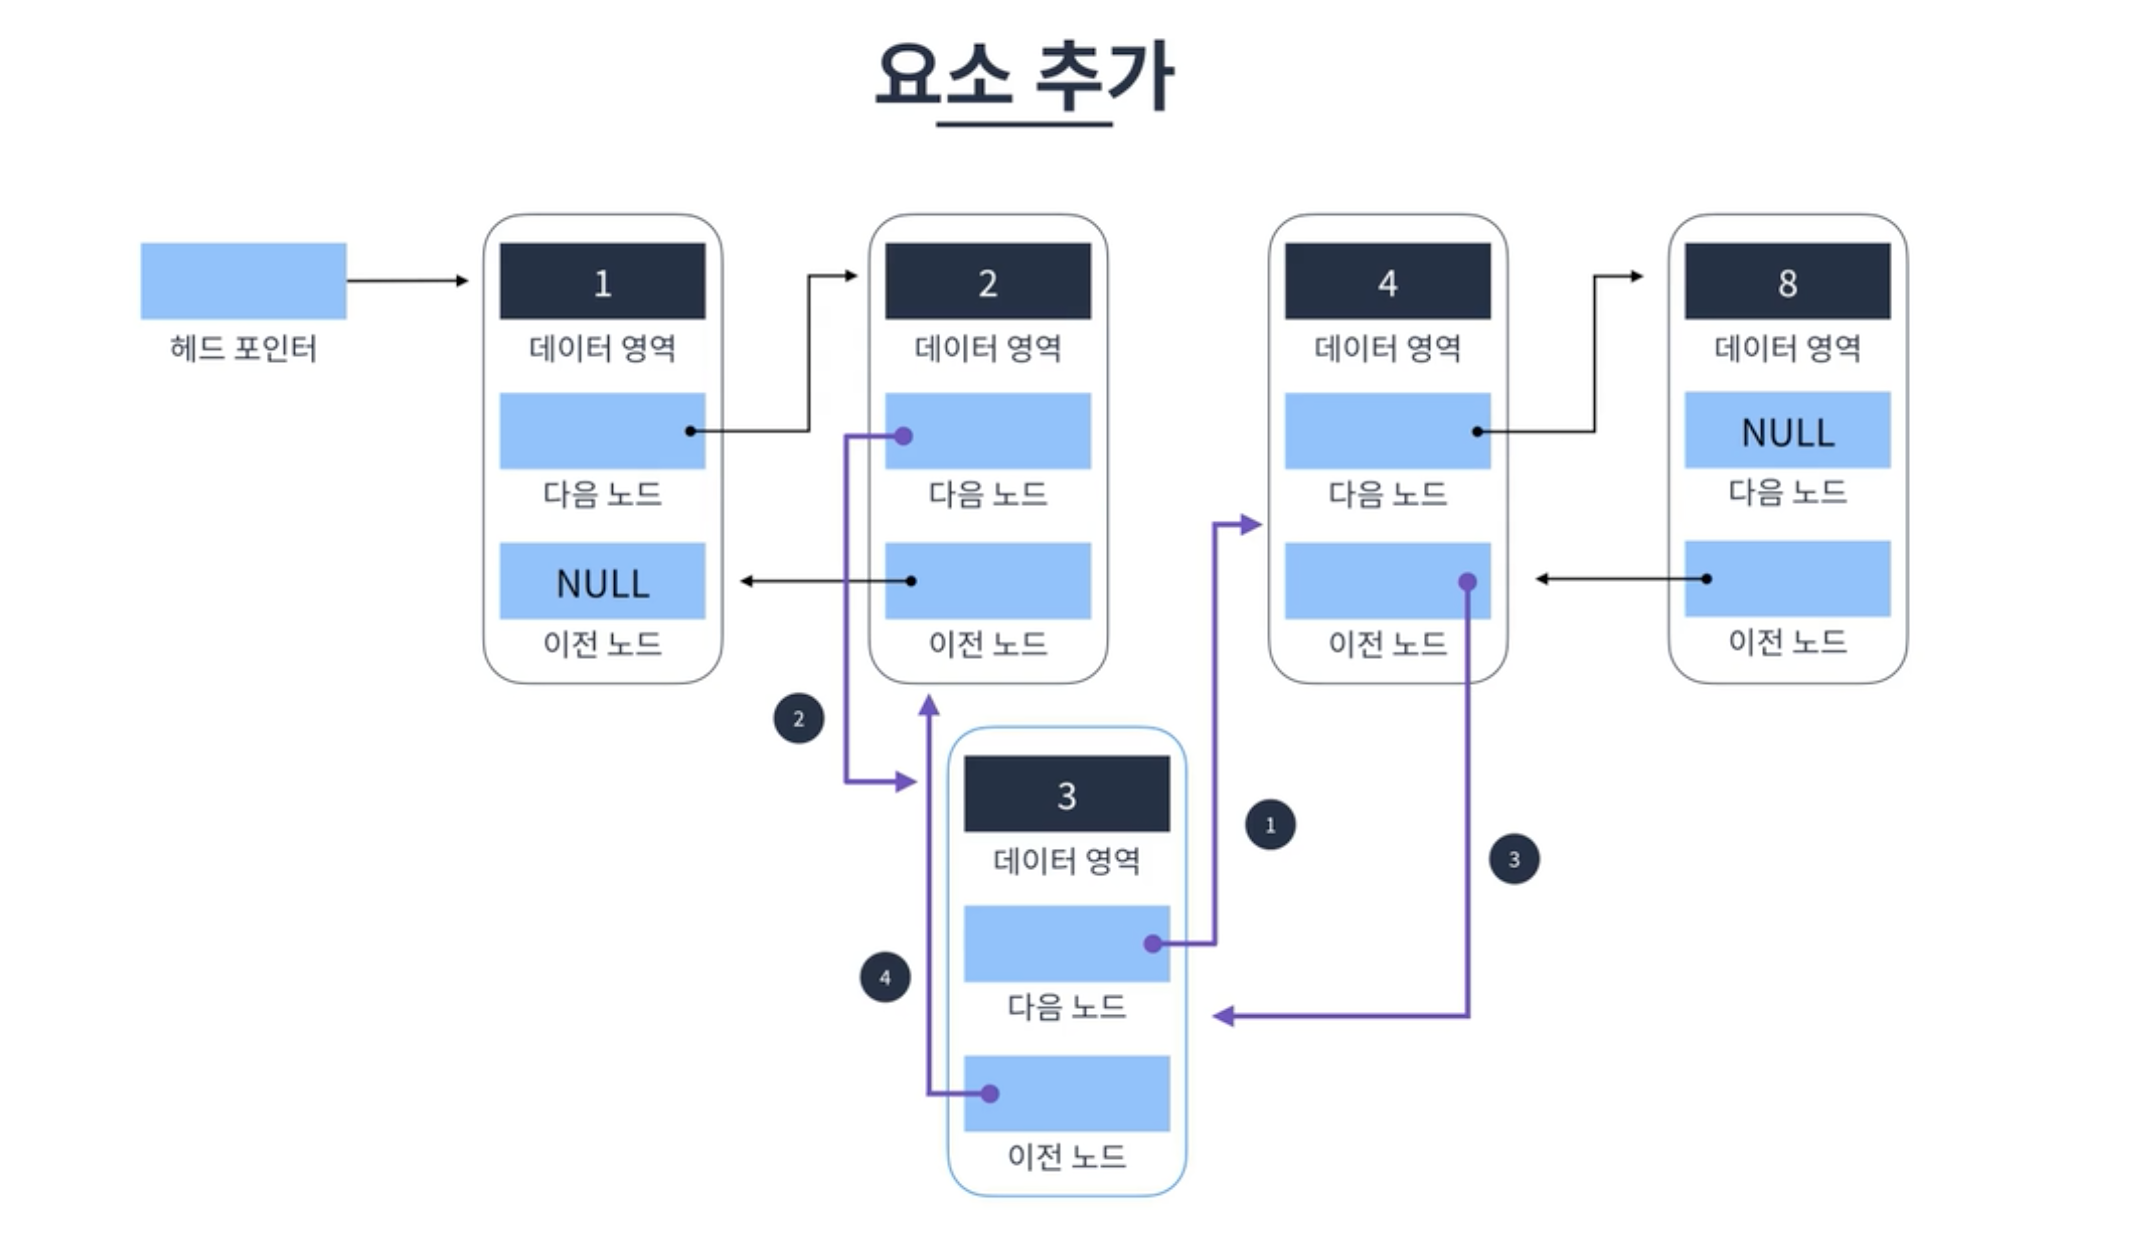 요소 추가
헤드 포인터
1
데이터 영역
다음 노드
NULL
이전 노드
2
데이터 영역
다음 노드
이전 노드
4
데이터 영역
다음 노드
이전 노드
8
데이터 영역
NULL
다음 노드
이전 노드
2
3
데이터 영역
다음 노드
이전 노드
1
3
4